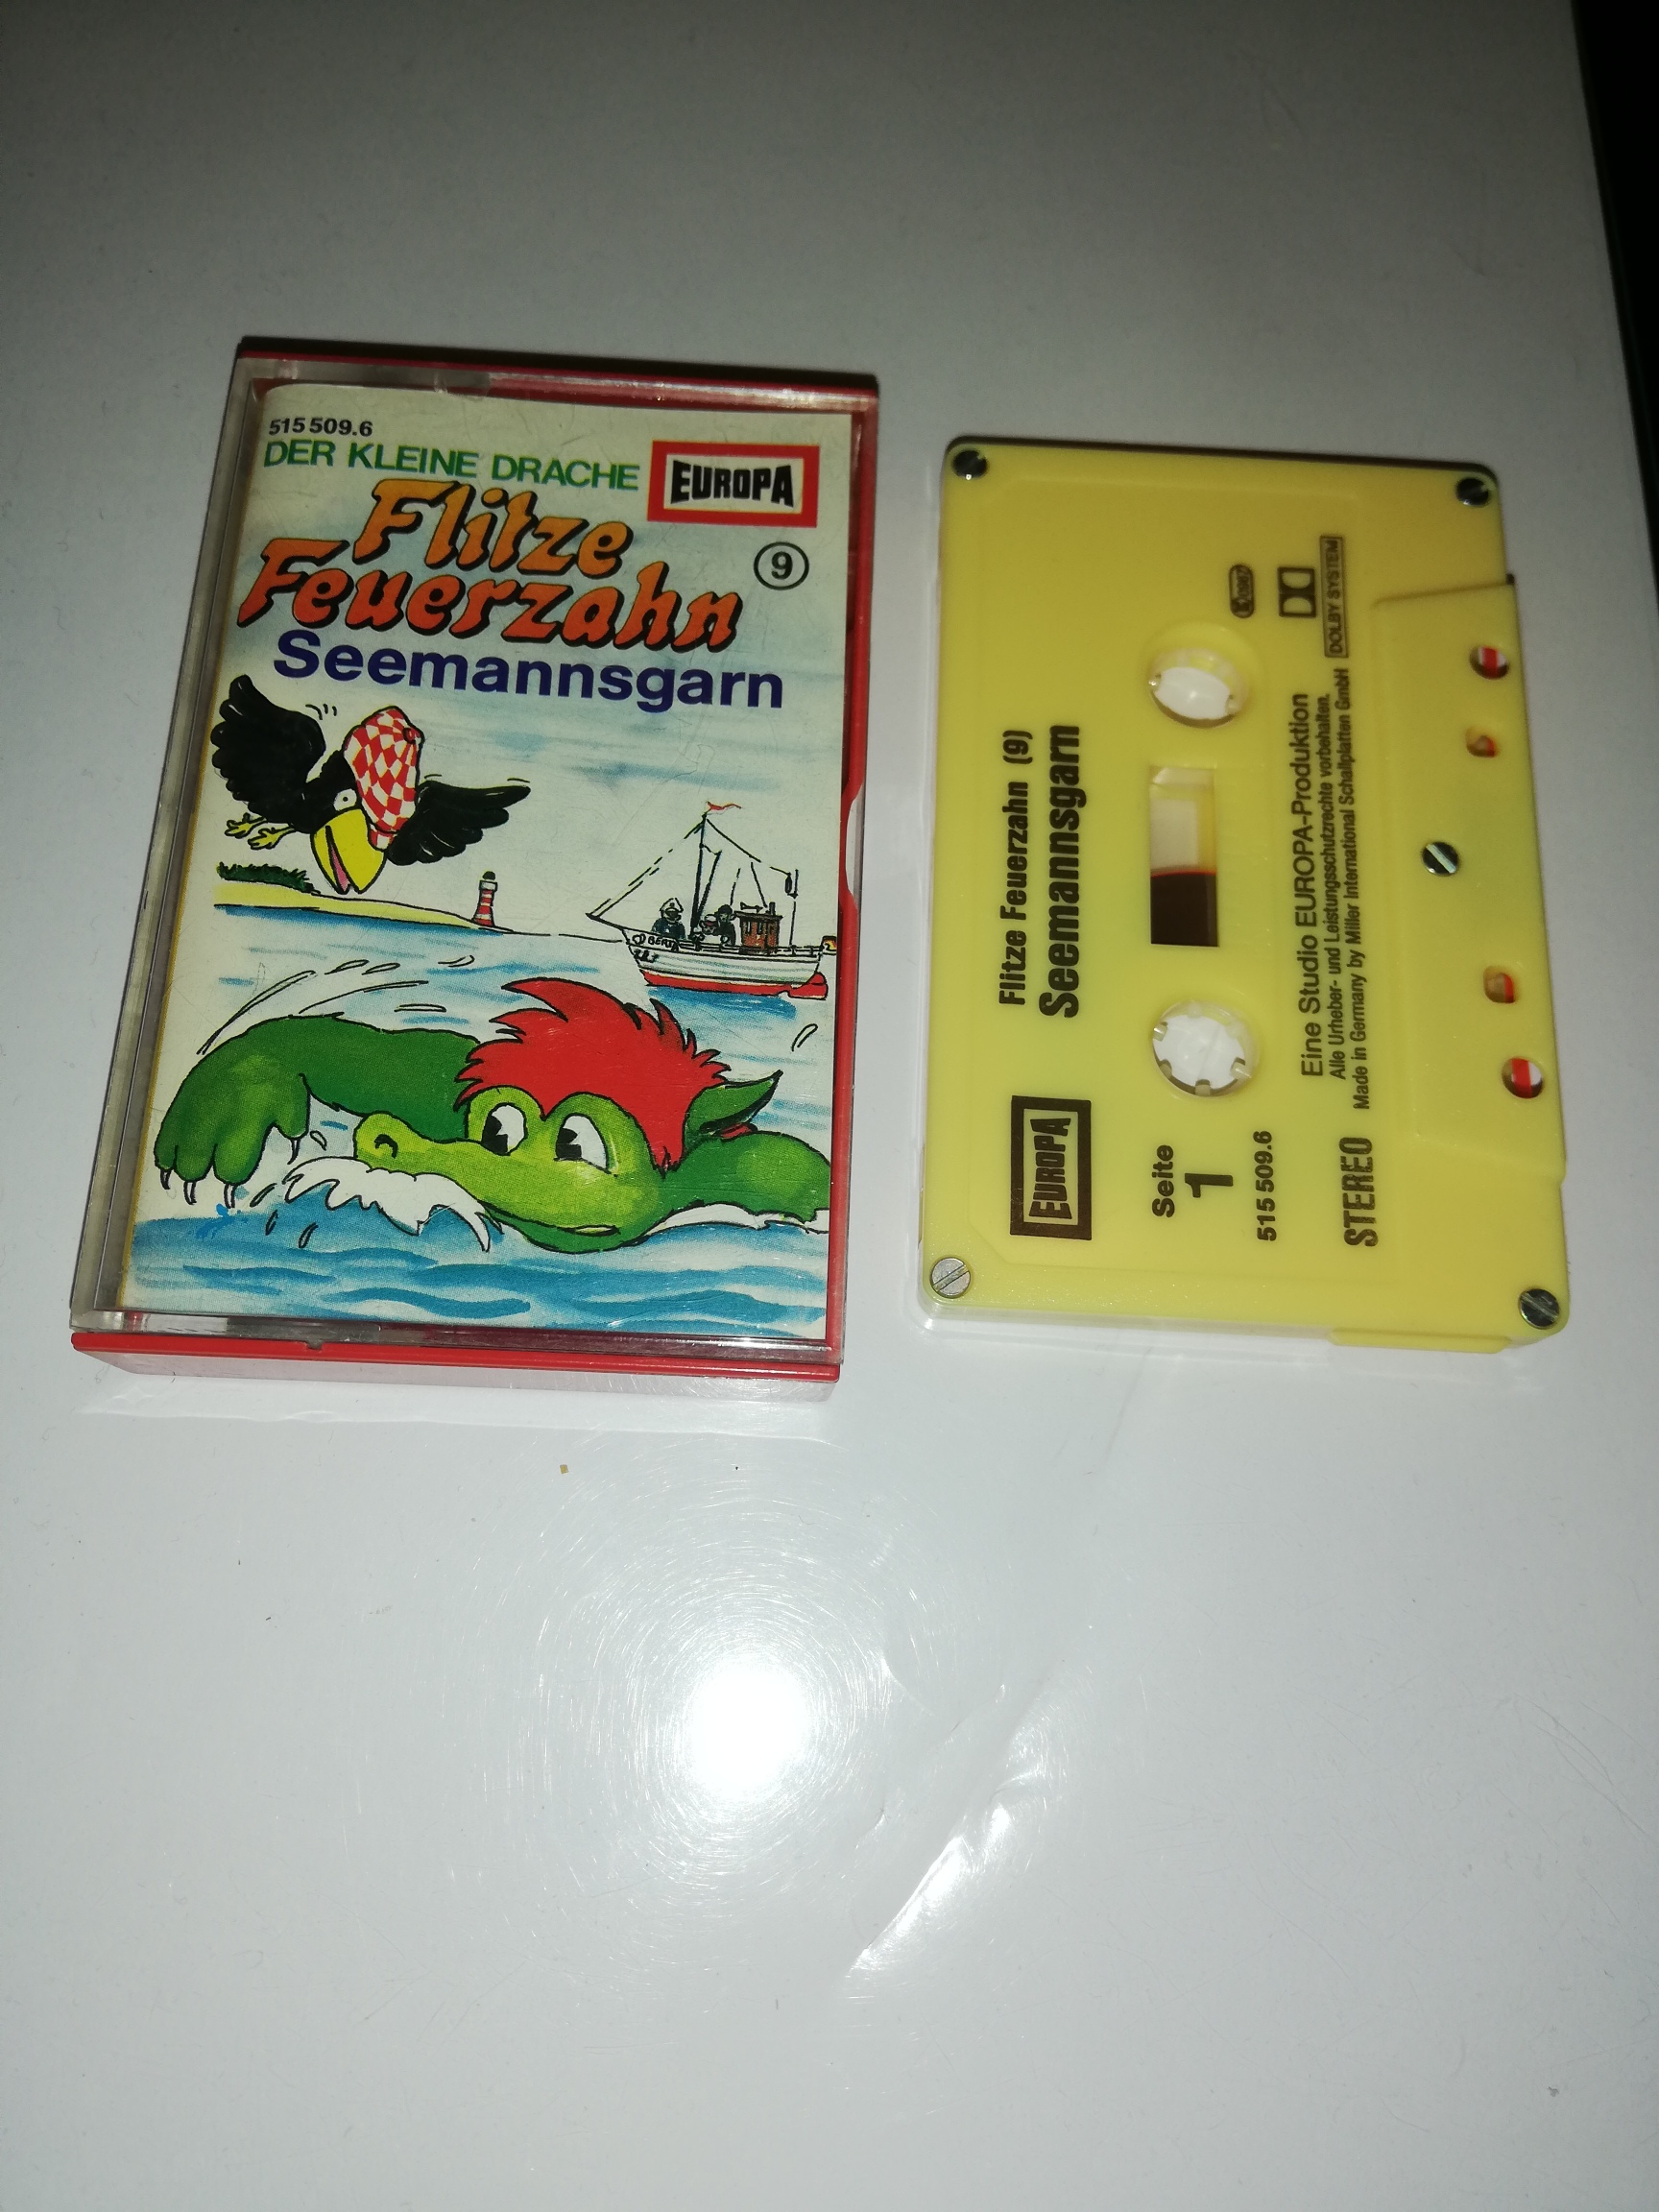 515 509.6
DER KLEINE DRACHE
EUROPA
Flitze
Feuerzahn
9
Seemannsgarn
EUROPA
Flitze Feuerzahn (9)
Seemannsgarn
Seite
1
515 509.6
STEREO
Eine Studio EUROPA-Produktion
Alle Urheber- und Leistungsschutzrechte vorbehalten.
Made in Germany by Miller International Schallplatten GmbH
DOLBY SYSTEM